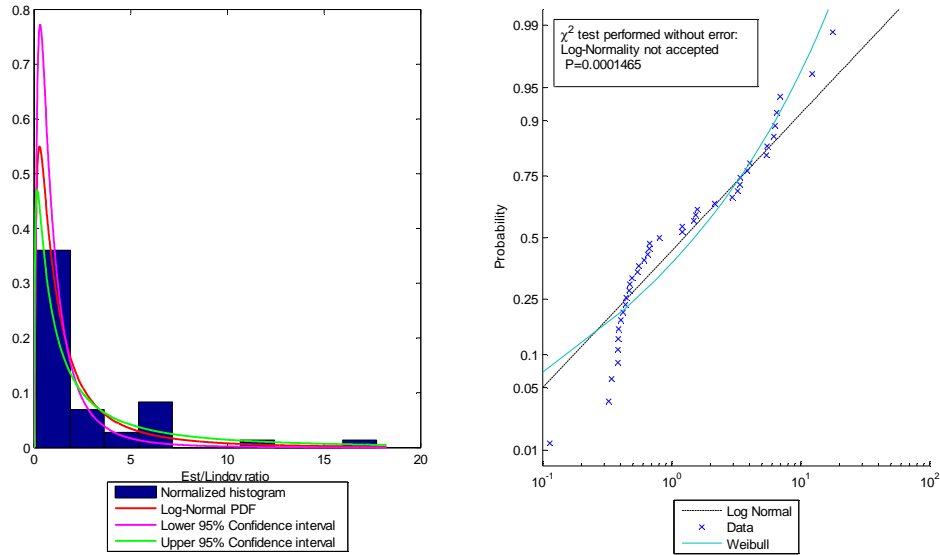 0.8
0.7
0.6
0.5
0.4
0.3
0.2
0.1
0
0 5 10 15 20
Est/Lindqv ratio
Normalized histogram
Log-Normal PDF
Lower 95% Confidence interval
Upper 95% Confidence interval
χ² test performed without error:
Log-Normality not accepted
P=0.0001465
Probability
0.99
0.95
0.9
0.75
0.5
0.25
0.1
0.05
0.01
10⁻¹ 10⁰ 10¹ 10²
Log Normal
Data
Weibull